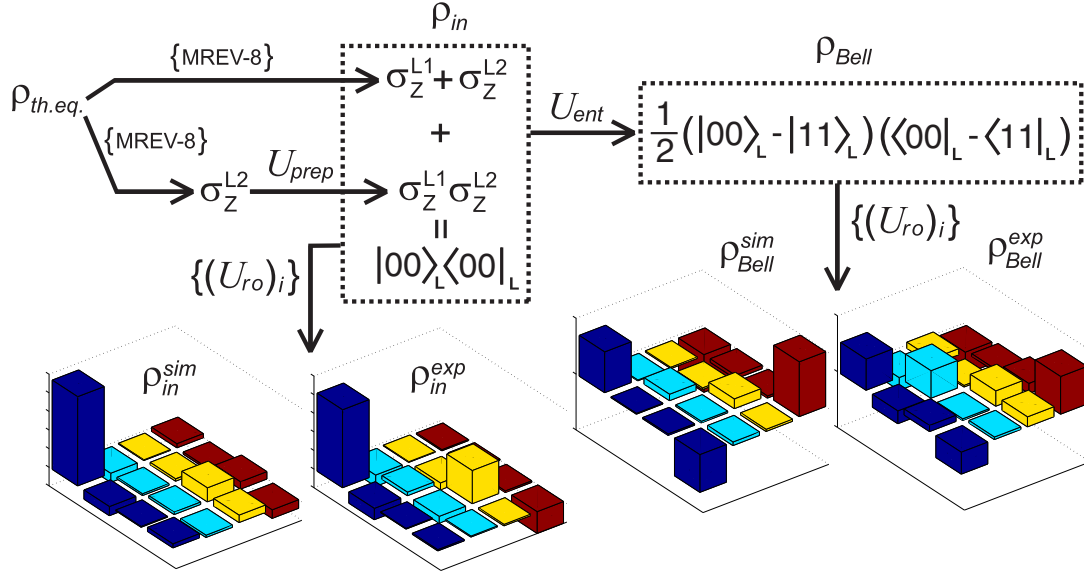 ρ_in
{MREV-8}
σ_Z^L1 + σ_Z^L2
ρ_Bell
ρ_th.eq.
+
U_ent
1/2 (|00⟩_L - |11⟩_L)(⟨00|_L - ⟨11|_L)
{MREV-8}
σ_Z^L2
U_prep
σ_Z^L1 σ_Z^L2
=
|00⟩_L⟨00|_L
{(U_ro)_i}
{(U_ro)_i}
ρ_Bell^sim
ρ_Bell^exp
ρ_in^sim
ρ_in^exp